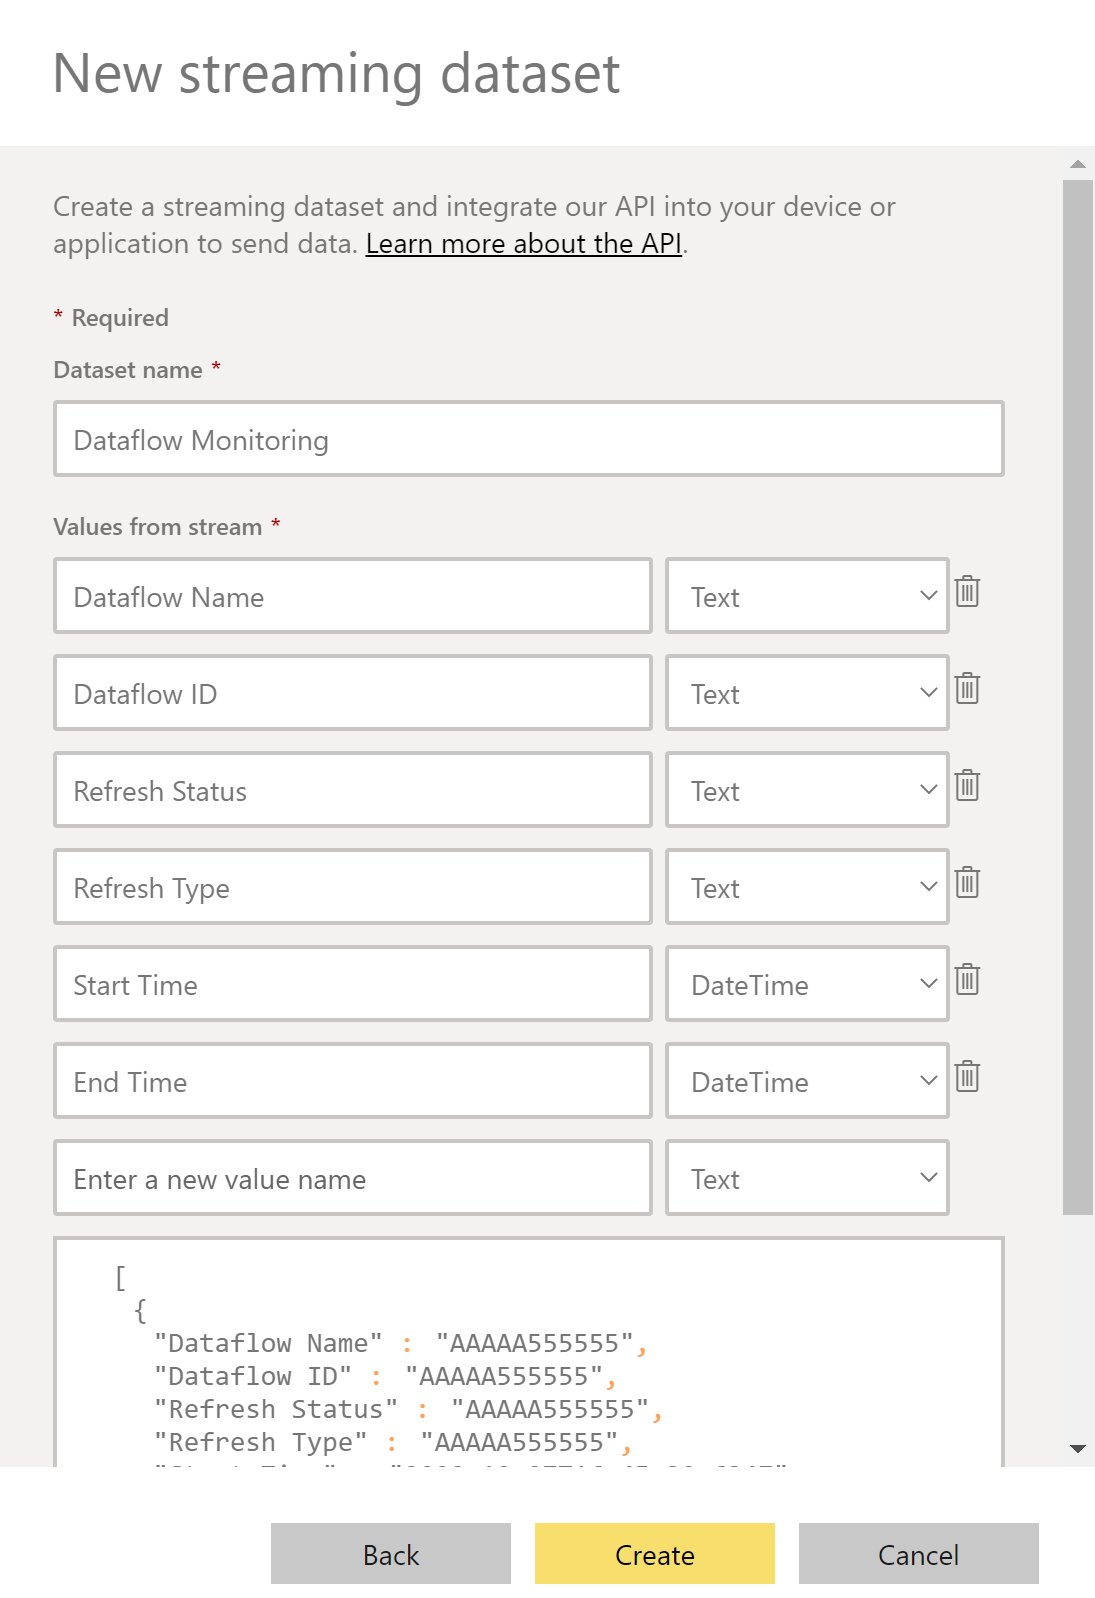 New streaming dataset
Create a streaming dataset and integrate our API into your device or
application to send data. Learn more about the API.
* Required
Dataset name *
Dataflow Monitoring
Values from stream *
Dataflow Name Text
Dataflow ID Text
Refresh Status Text
Refresh Type Text
Start Time DateTime
End Time DateTime
Enter a new value name Text
[
{
"Dataflow Name" : "AAAAA555555",
"Dataflow ID" : "AAAAA555555",
"Refresh Status" : "AAAAA555555",
"Refresh Type" : "AAAAA555555",
Back Create Cancel